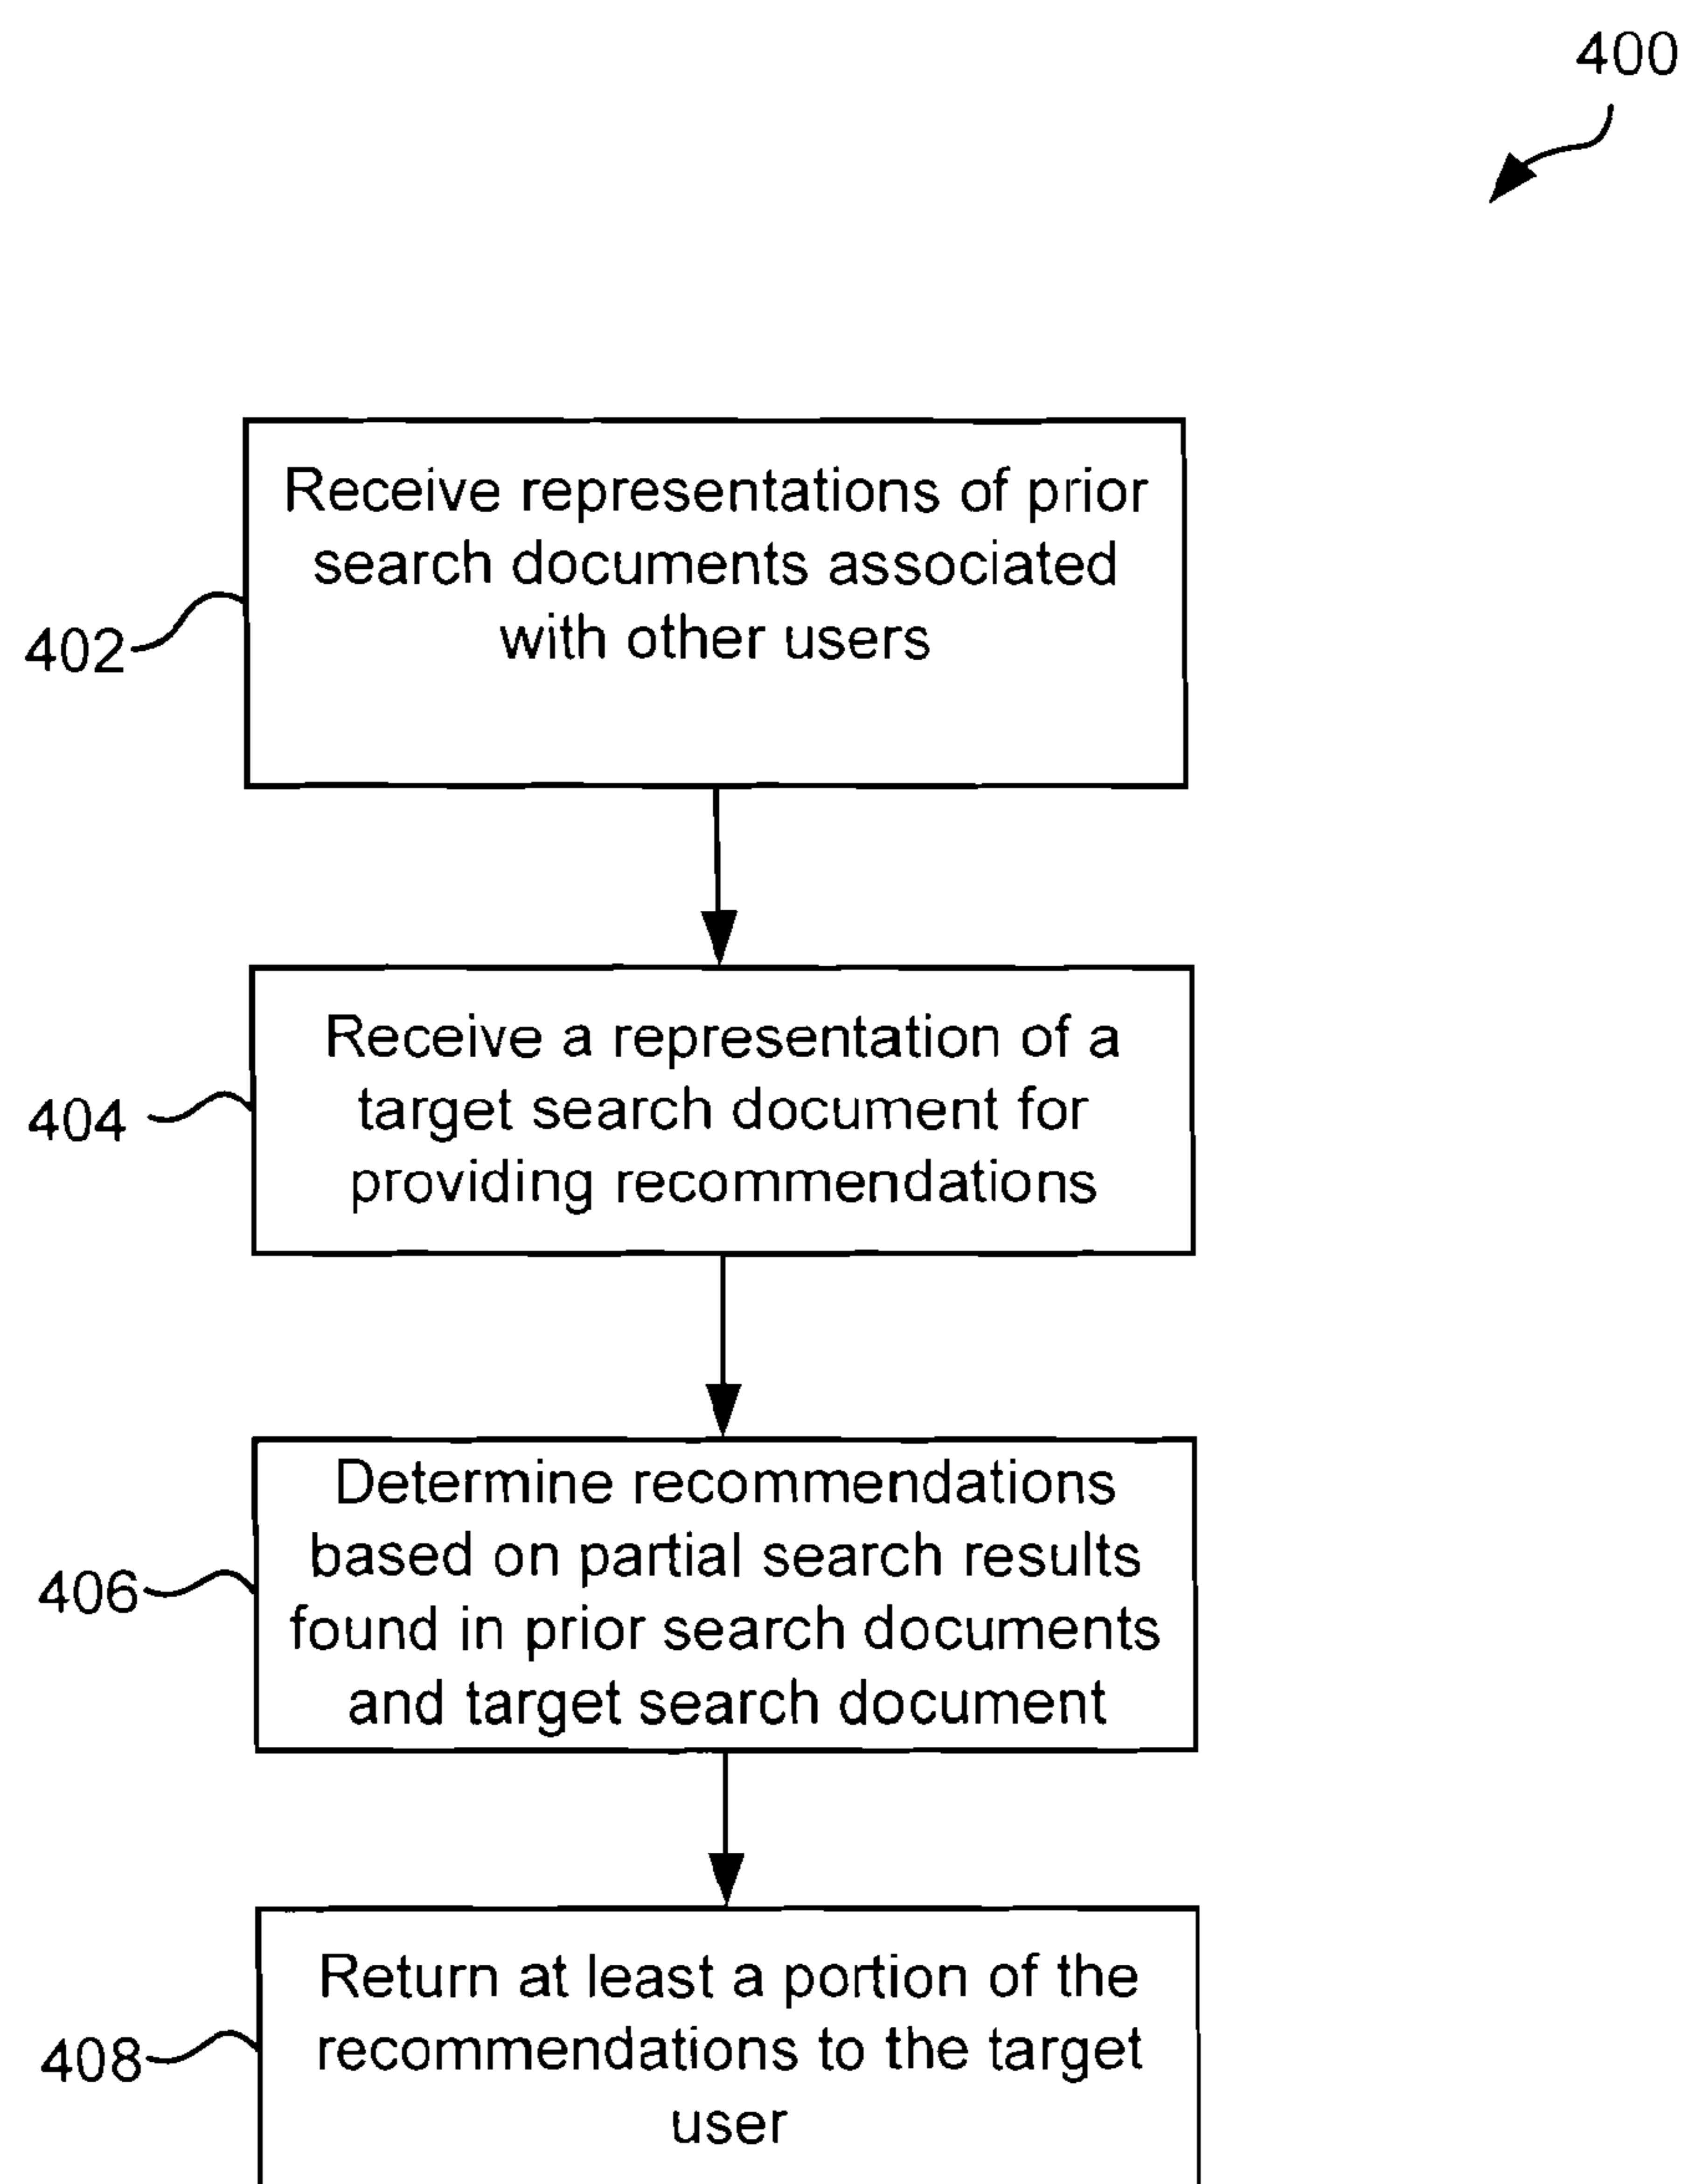 400
Receive representations of prior
search documents associated
with other users
402
Receive a representation of a
target search document for
providing recommendations
404
Determine recommendations
based on partial search results
found in prior search documents
and target search document
406
Return at least a portion of the
recommendations to the target
user
408